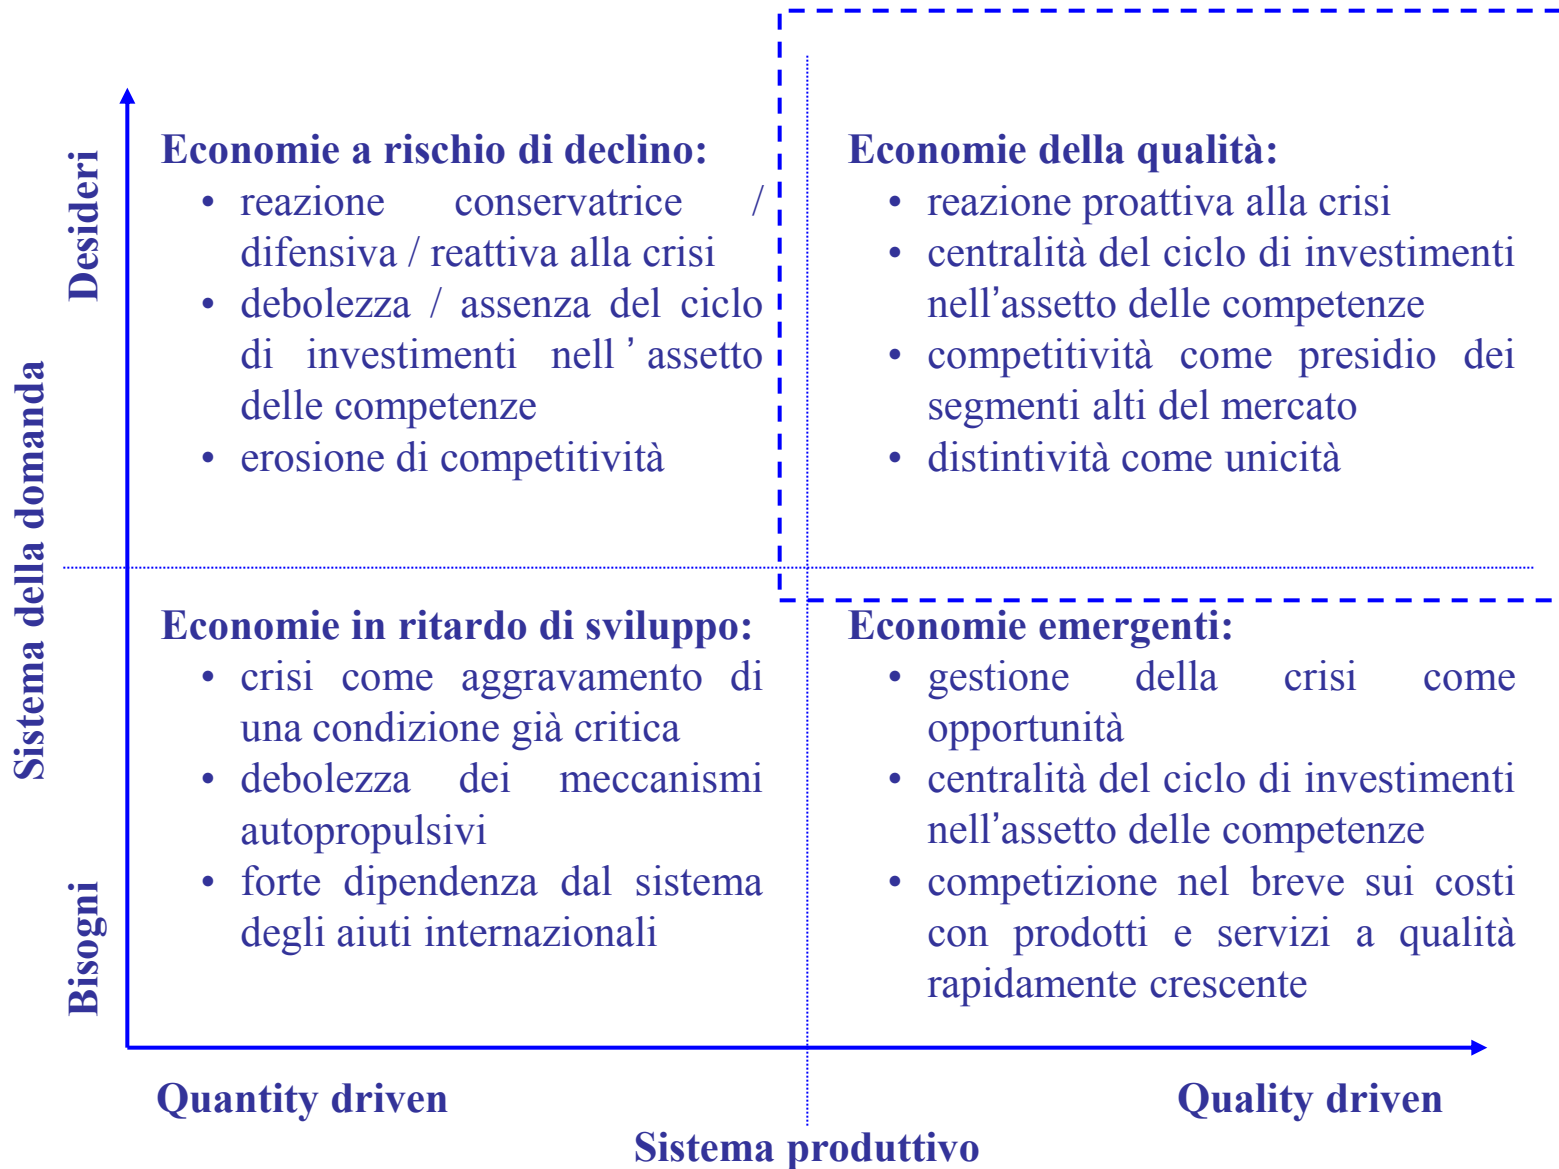 Desideri
Sistema della domanda
Bisogni
Economie a rischio di declino:
• reazione conservatrice /
difensiva / reattiva alla crisi
• debolezza / assenza del ciclo
di investimenti nell’assetto
delle competenze
• erosione di competitività
Economie della qualità:
• reazione proattiva alla crisi
• centralità del ciclo di investimenti
nell’assetto delle competenze
• competitività come presidio dei
segmenti alti del mercato
• distintività come unicità
Economie in ritardo di sviluppo:
• crisi come aggravamento di
una condizione già critica
• debolezza dei meccanismi
autopropulsivi
• forte dipendenza dal sistema
degli aiuti internazionali
Economie emergenti:
• gestione della crisi come
opportunità
• centralità del ciclo di investimenti
nell’assetto delle competenze
• competizione nel breve sui costi
con prodotti e servizi a qualità
rapidamente crescente
Quantity driven
Quality driven
Sistema produttivo